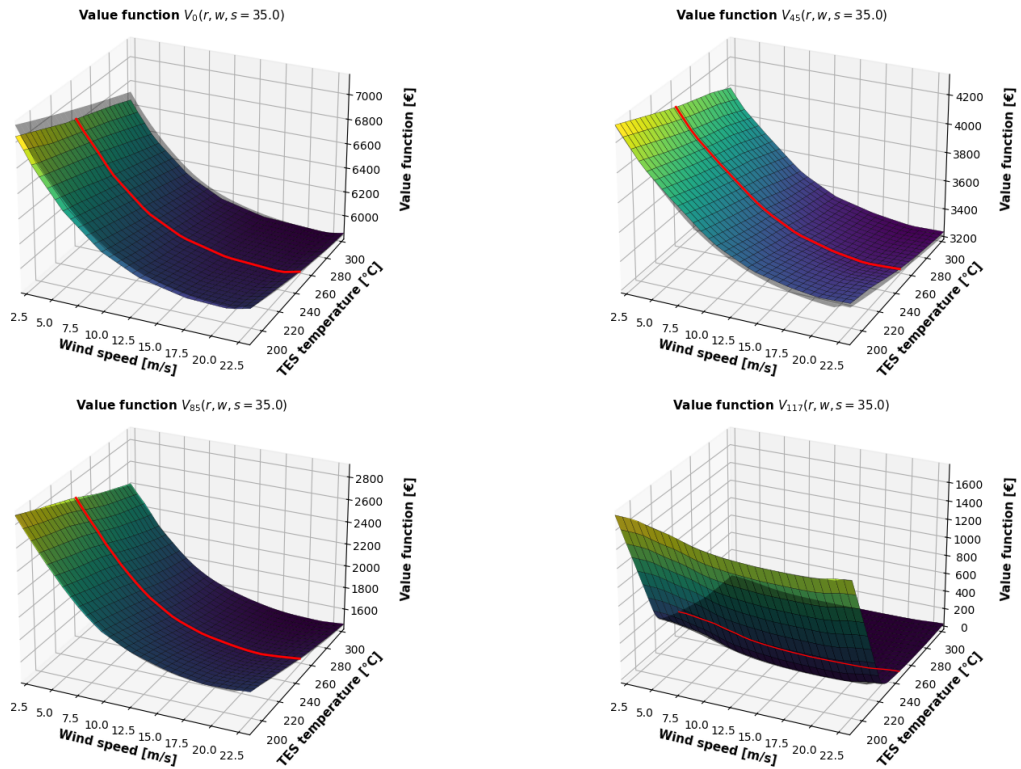 Value function V₀(r, w, s = 35.0)
7000
6800
6600
6400
6200
6000
Value function [€]
300
280
260
240
220
200
TES temperature [°C]
2.5 5.0 7.5 10.0 12.5 15.0 17.5 20.0 22.5
Wind speed [m/s]
Value function V₄₅(r, w, s = 35.0)
4200
4000
3800
3600
3400
3200
Value function [€]
300
280
260
240
220
200
TES temperature [°C]
2.5 5.0 7.5 10.0 12.5 15.0 17.5 20.0 22.5
Wind speed [m/s]
Value function V₈₅(r, w, s = 35.0)
2800
2600
2400
2200
2000
1800
1600
Value function [€]
300
280
260
240
220
200
TES temperature [°C]
2.5 5.0 7.5 10.0 12.5 15.0 17.5 20.0 22.5
Wind speed [m/s]
Value function V₁₁₇(r, w, s = 35.0)
1600
1400
1200
1000
800
600
400
200
0
Value function [€]
300
280
260
240
220
200
TES temperature [°C]
2.5 5.0 7.5 10.0 12.5 15.0 17.5 20.0 22.5
Wind speed [m/s]